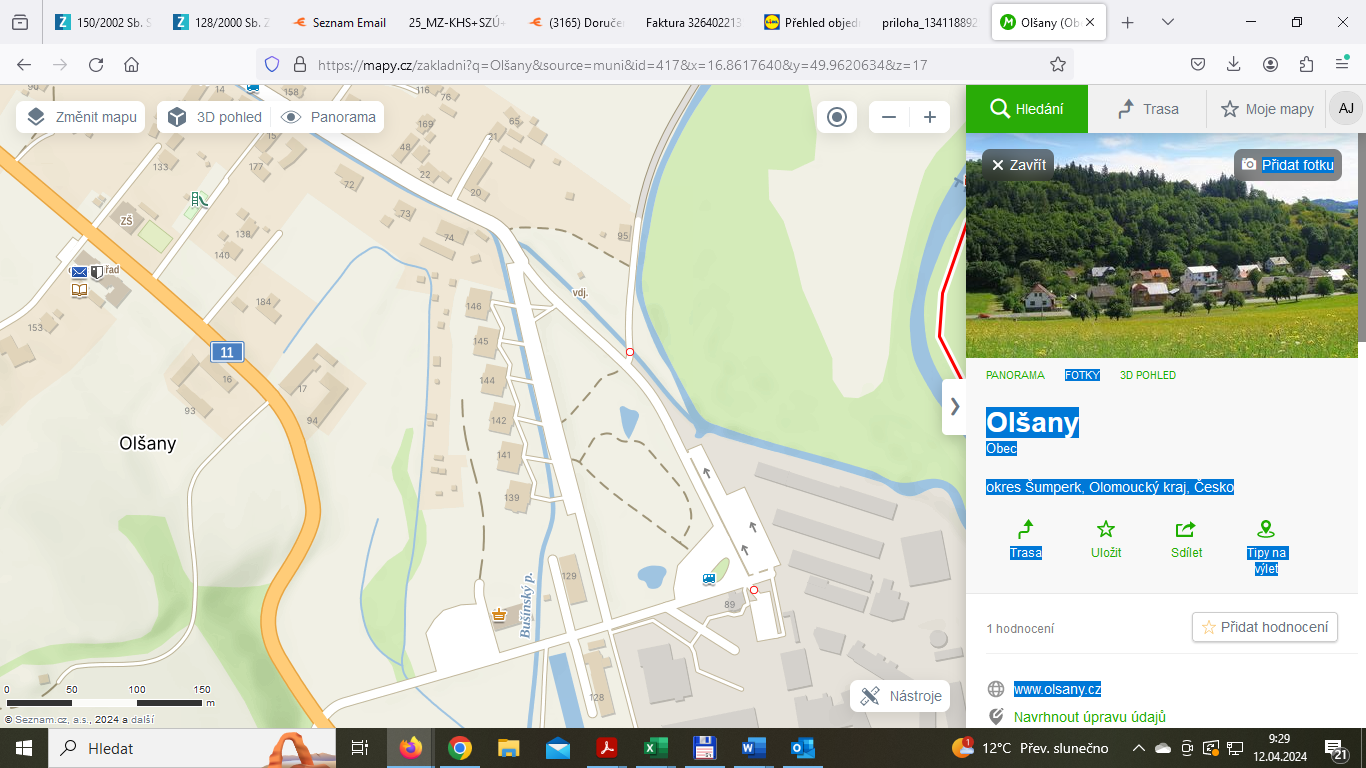 150/2002 Sb. S
128/2000 Sb. Z
Seznam Email
25_MZ-KHS+SZÚ+
(3165) Doruče
Faktura 326402213
Přehled objedn
priloha_134118892
Olšany (Ob
https://mapy.cz/zakladni?q=Olšany&source=muni&id=417&x=16.8617640&y=49.9620634&z=17
Změnit mapu
3D pohled
Panorama
Hledání
Trasa
Moje mapy
AJ
Zavřít
Přidat fotku
PANORAMA
FOTKY
3D POHLED
Olšany
Obec
okres Šumperk, Olomoucký kraj, Česko
Trasa
Uložit
Sdílet
Tipy na
výlet
1 hodnocení
Přidat hodnocení
www.olsany.cz
Navrhnout úpravu údajů
90
14
158
169
65
21
48
22
20
133
177
72
73
74
95
ZŠ
138
140
řad
184
153
vdj.
146
145
144
142
141
139
11
16
93
17
94
Olšany
129
89
128
Bušínský p.
0 50 100 150
m
© Seznam.cz, a.s., 2024 a další
Nástroje
Hledat
12°C Přev. slunečno
9:29
12.04.2024
21